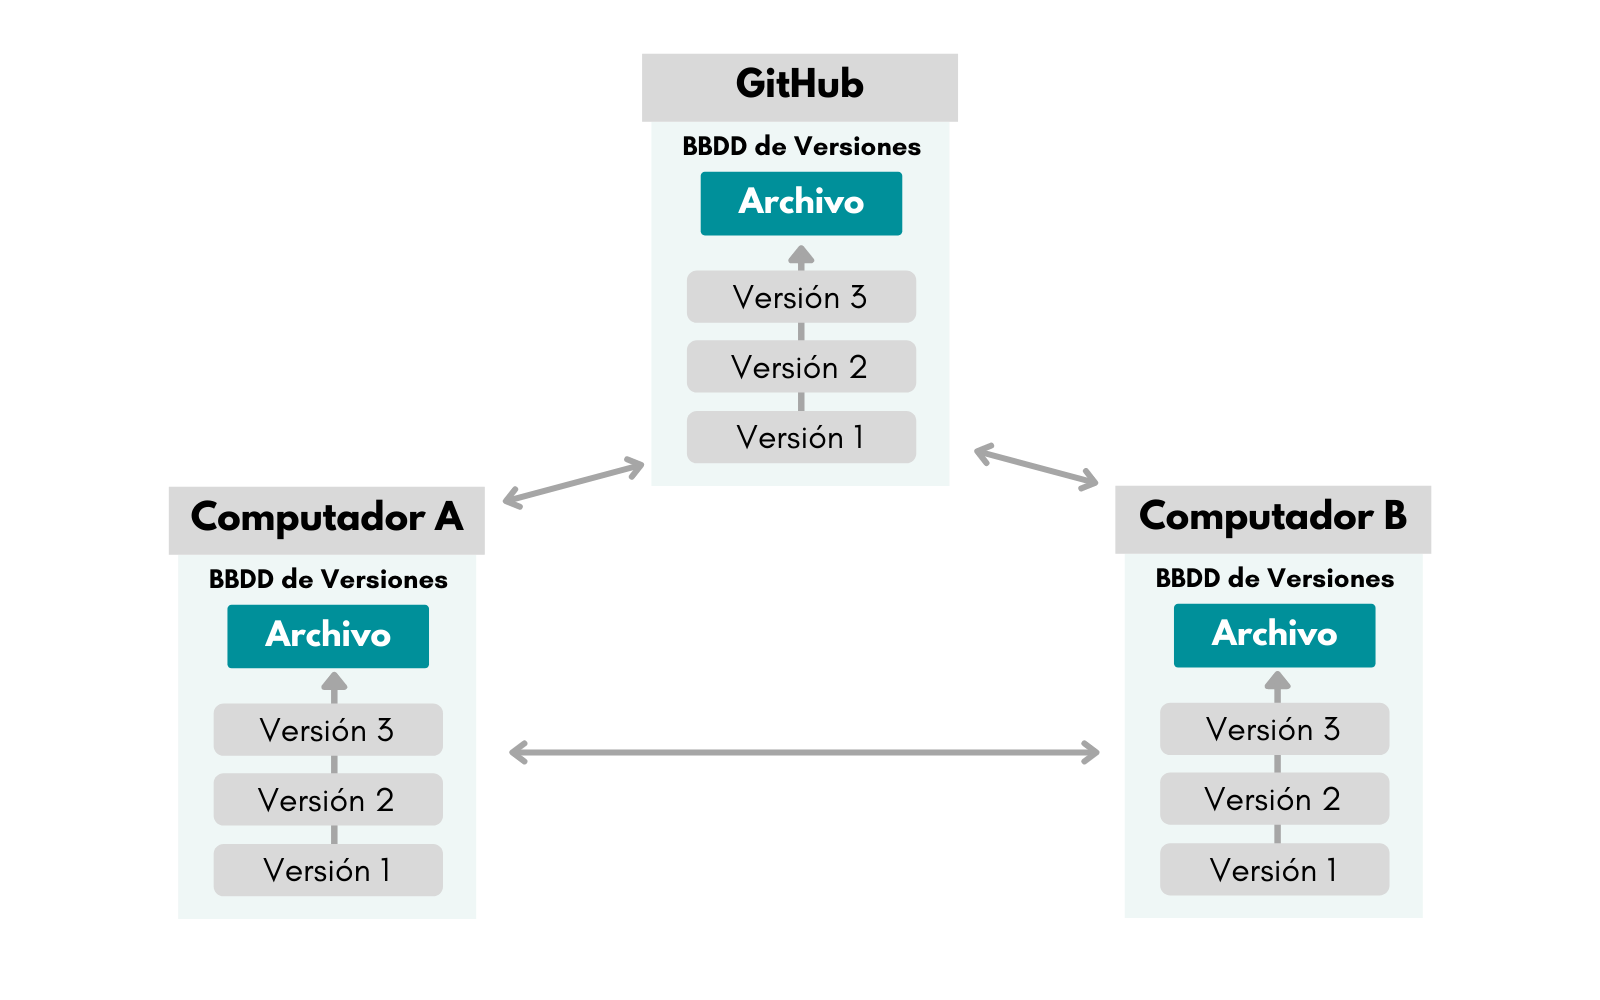 GitHub
BBDD de Versiones
Archivo
Versión 3
Versión 2
Versión 1
Computador A
BBDD de Versiones
Archivo
Versión 3
Versión 2
Versión 1
Computador B
BBDD de Versiones
Archivo
Versión 3
Versión 2
Versión 1